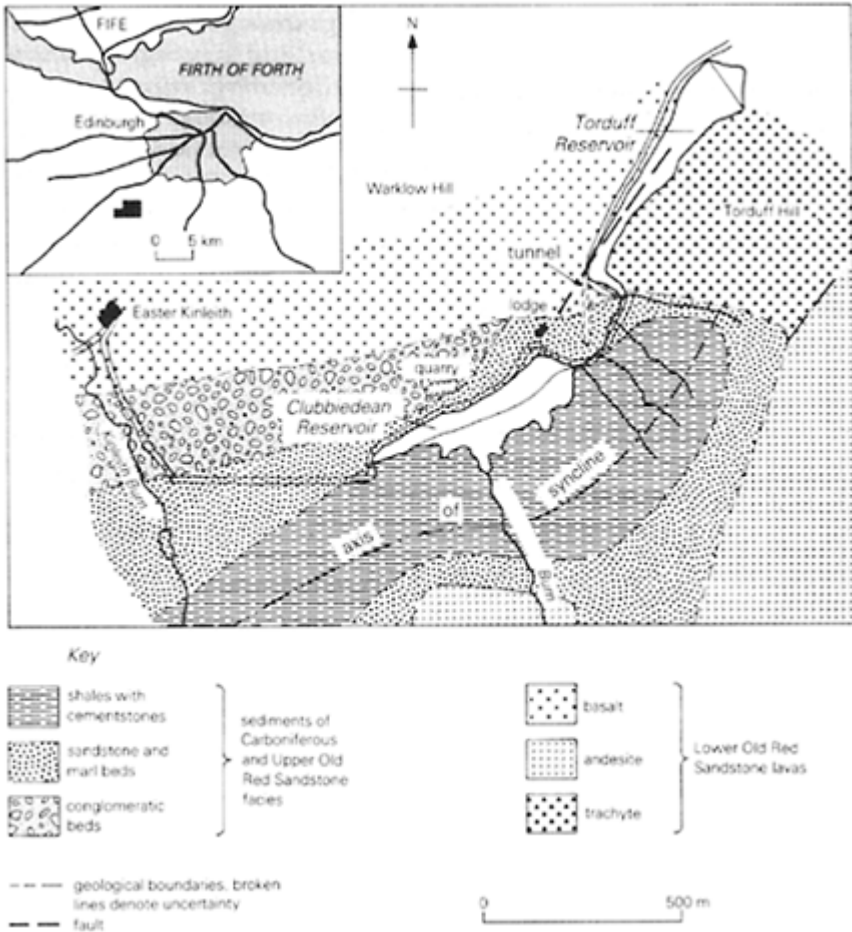 FIFE
FIRTH OF FORTH
Edinburgh
0 5 km
N
Torduff
Reservoir
Warklow Hill
Torduff Hill
tunnel
lodge
Easter Kinleith
quarry
Clubbiedean
Reservoir
Kinleith Burn
axis of syncline
Burn
Key
shales with
cementstones
sandstone and
marl beds
conglomeratic
beds
sediments of
Carboniferous
and Upper Old
Red Sandstone
facies
basalt
andesite
trachyte
Lower Old Red
Sandstone lavas
geological boundaries, broken
lines denote uncertainty
fault
0 500 m